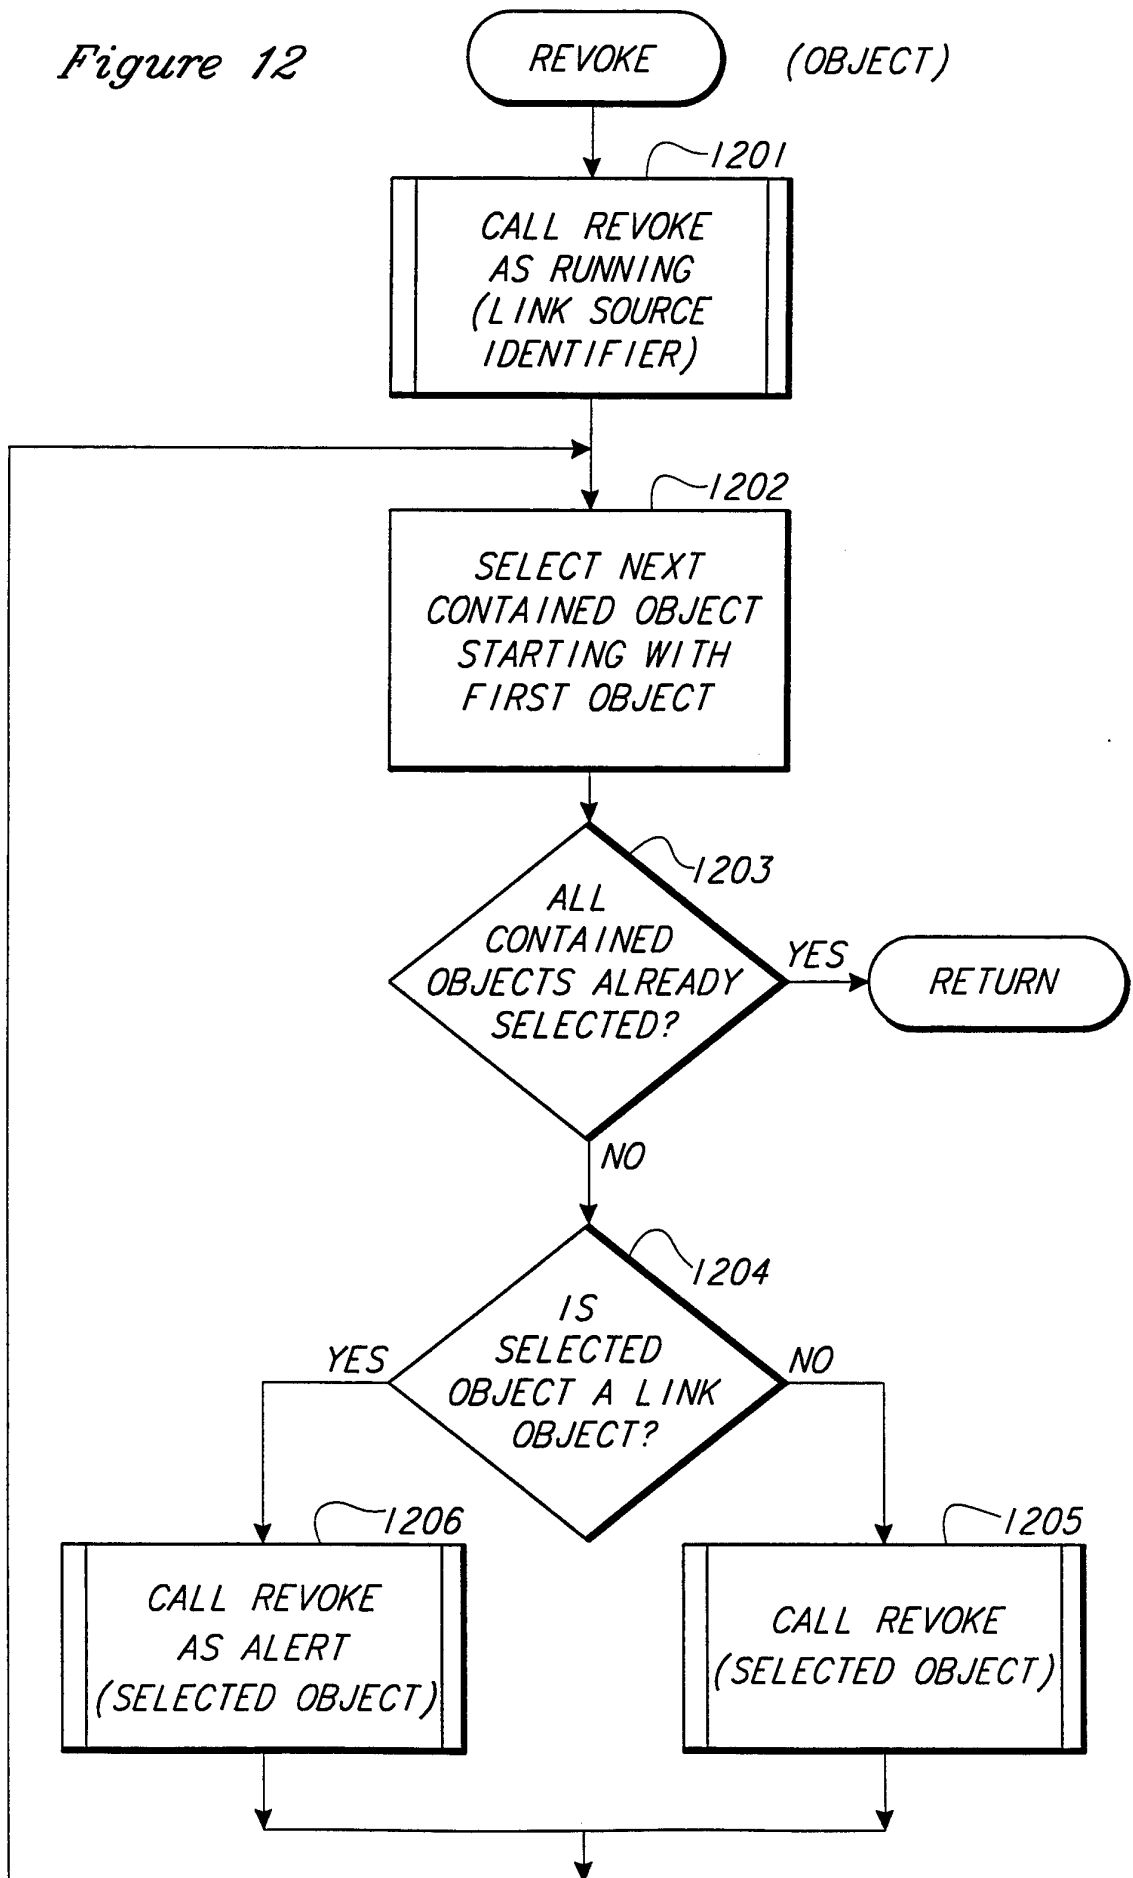 Figure 12
REVOKE
(OBJECT)
1201
CALL REVOKE
AS RUNNING
(LINK SOURCE
IDENTIFIER)
1202
SELECT NEXT
CONTAINED OBJECT
STARTING WITH
FIRST OBJECT
1203
ALL
CONTAINED
OBJECTS ALREADY
SELECTED?
YES
RETURN
NO
1204
IS
SELECTED
OBJECT A LINK
OBJECT?
YES
NO
1206
CALL REVOKE
AS ALERT
(SELECTED OBJECT)
1205
CALL REVOKE
(SELECTED OBJECT)